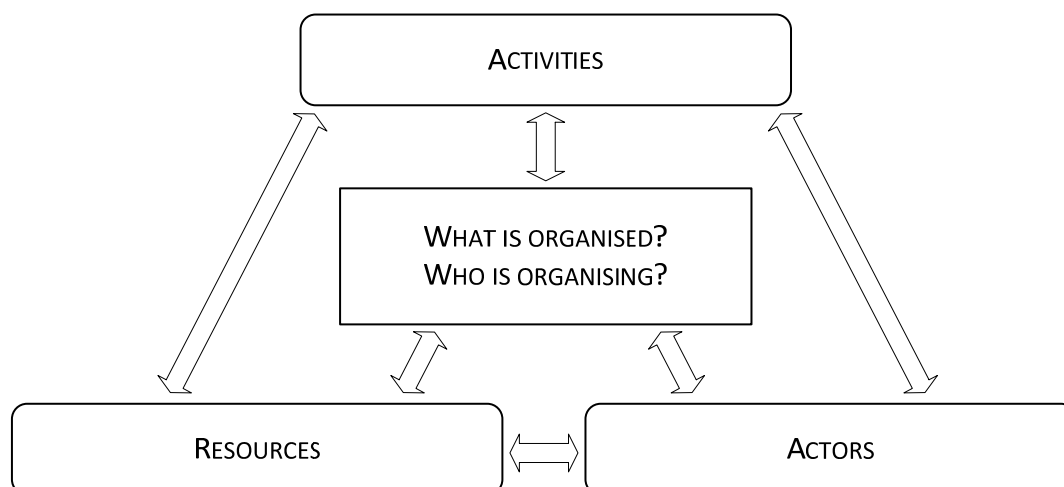 ACTIVITIES
WHAT IS ORGANISED?
WHO IS ORGANISING?
RESOURCES
ACTORS